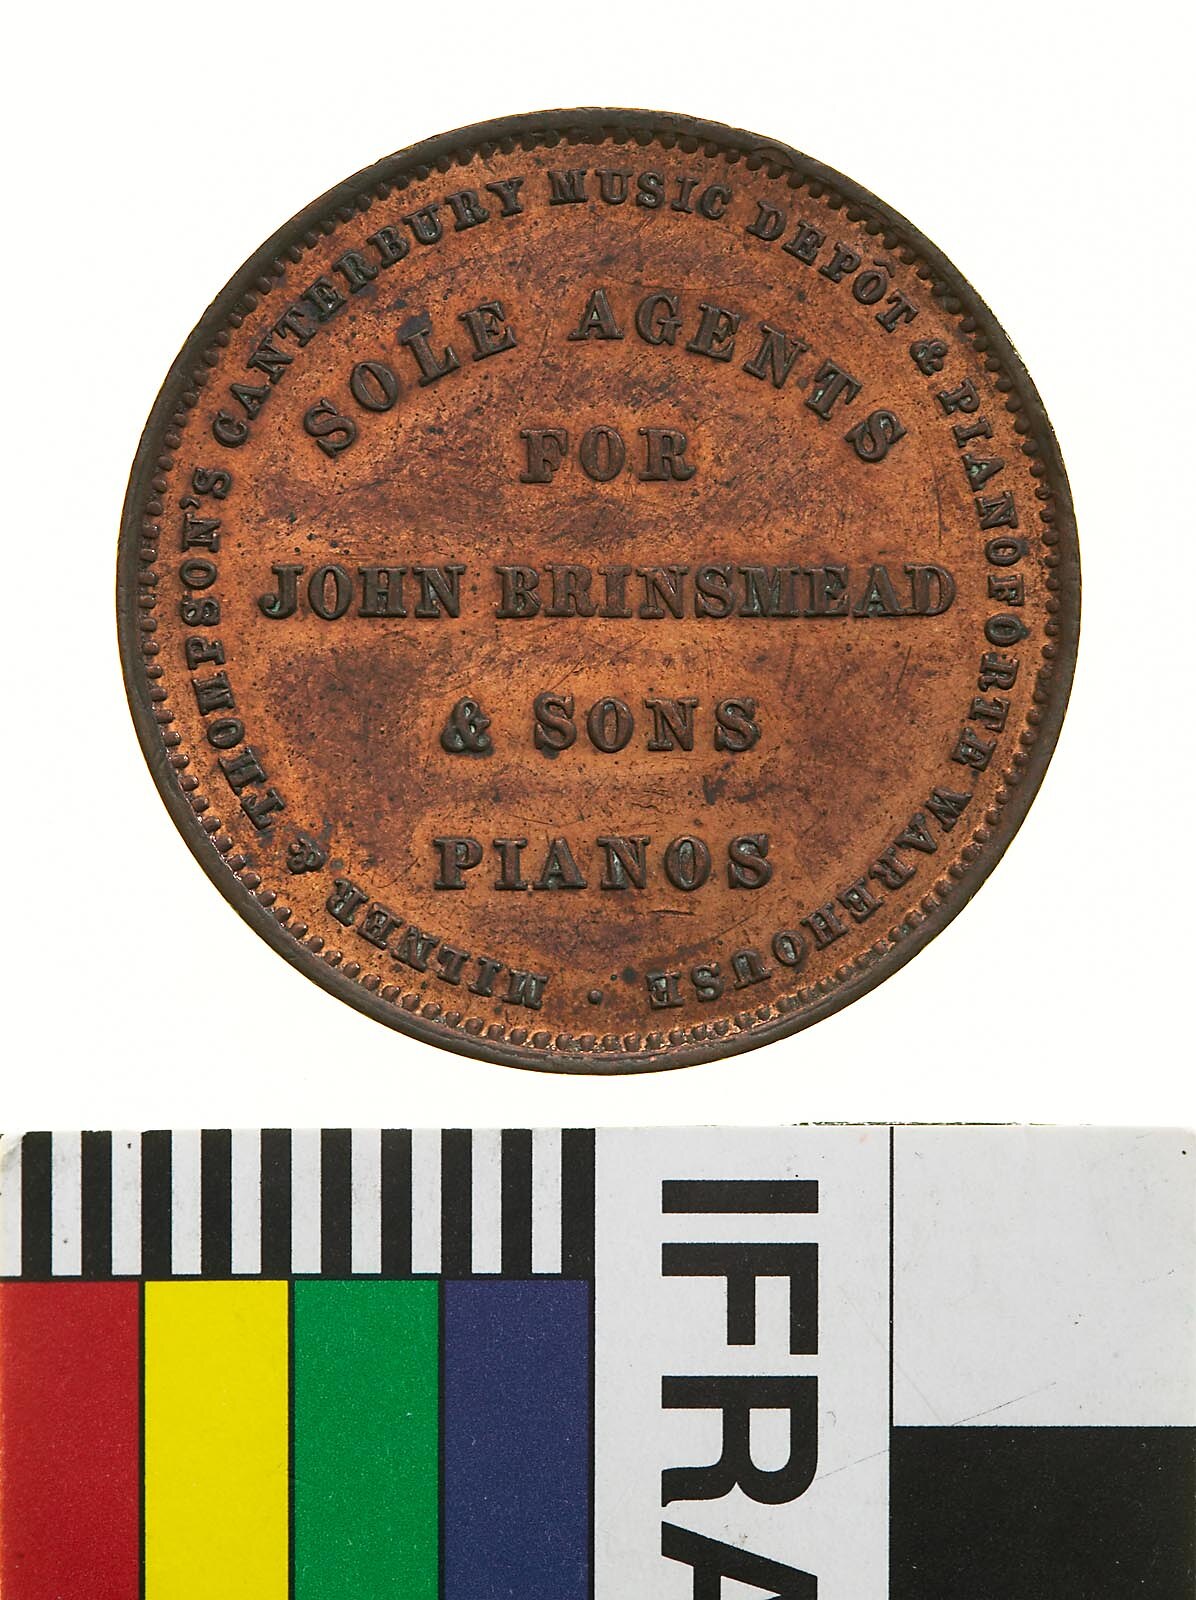 MILNER & THOMPSON'S CANTERBURY MUSIC DEPÔT & PIANOFORTE WAREHOUSE ·
SOLE AGENTS
FOR
JOHN BRINSMEAD
& SONS
PIANOS
IFRA